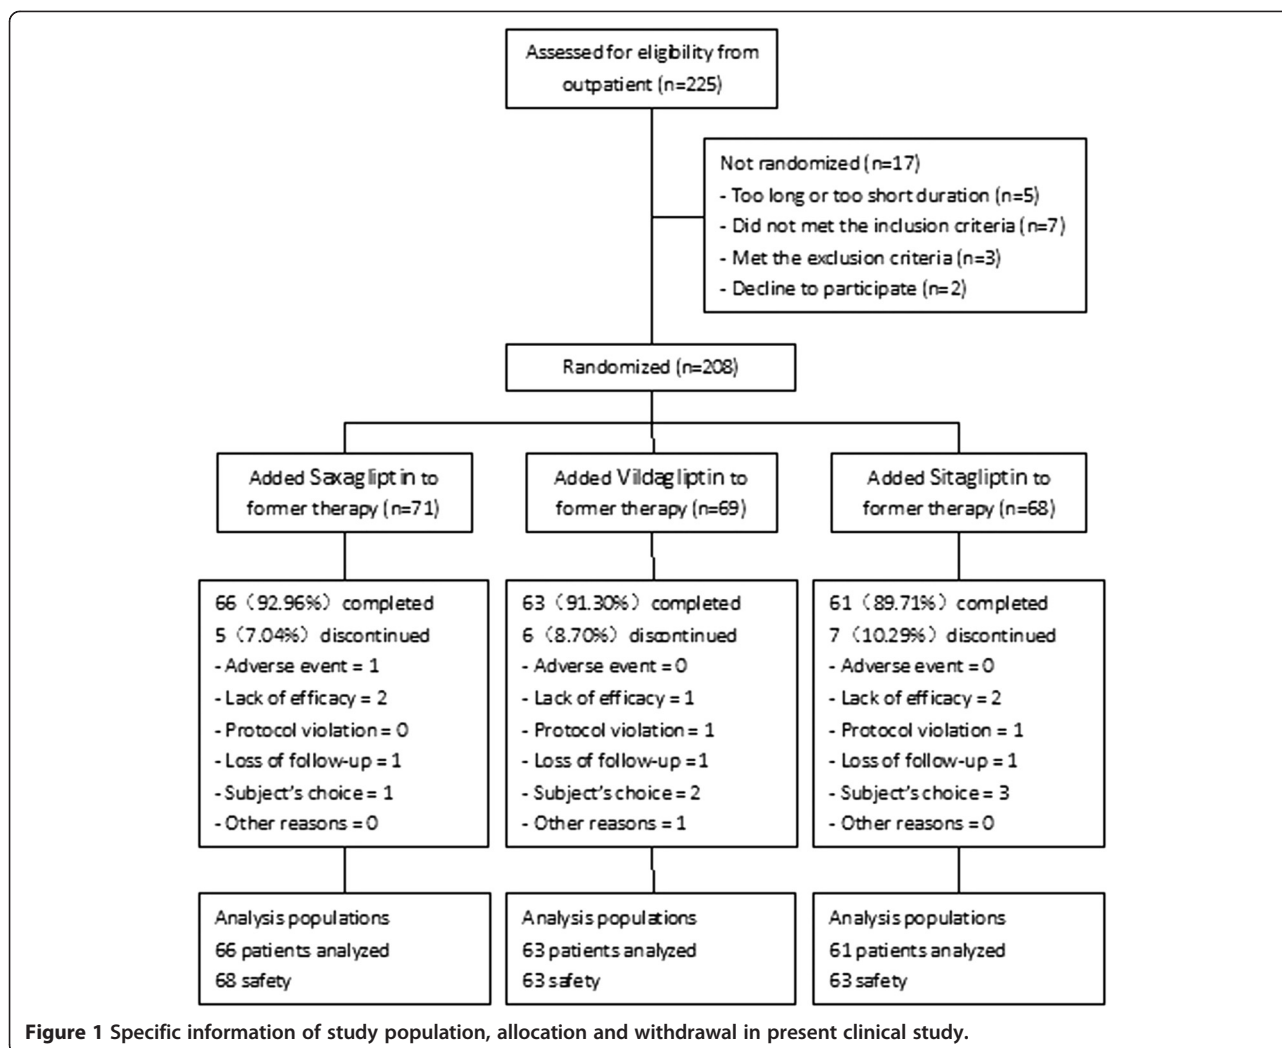 Assessed for eligibility from
outpatient (n=225)
Not randomized (n=17)
- Too long or too short duration (n=5)
- Did not met the inclusion criteria (n=7)
- Met the exclusion criteria (n=3)
- Decline to participate (n=2)
Randomized (n=208)
Added Saxagliptin to
former therapy (n=71)
Added Vildagliptin to
former therapy (n=69)
Added Sitagliptin to
former therapy (n=68)
66（92.96%）completed
5（7.04%）discontinued
- Adverse event = 1
- Lack of efficacy = 2
- Protocol violation = 0
- Loss of follow-up = 1
- Subject's choice = 1
- Other reasons = 0
63（91.30%）completed
6（8.70%）discontinued
- Adverse event = 0
- Lack of efficacy = 1
- Protocol violation = 1
- Loss of follow-up = 1
- Subject's choice = 2
- Other reasons = 1
61（89.71%）completed
7（10.29%）discontinued
- Adverse event = 0
- Lack of efficacy = 2
- Protocol violation = 1
- Loss of follow-up = 1
- Subject's choice = 3
- Other reasons = 0
Analysis populations
66 patients analyzed
68 safety
Analysis populations
63 patients analyzed
63 safety
Analysis populations
61 patients analyzed
63 safety
Figure 1 Specific information of study population, allocation and withdrawal in present clinical study.